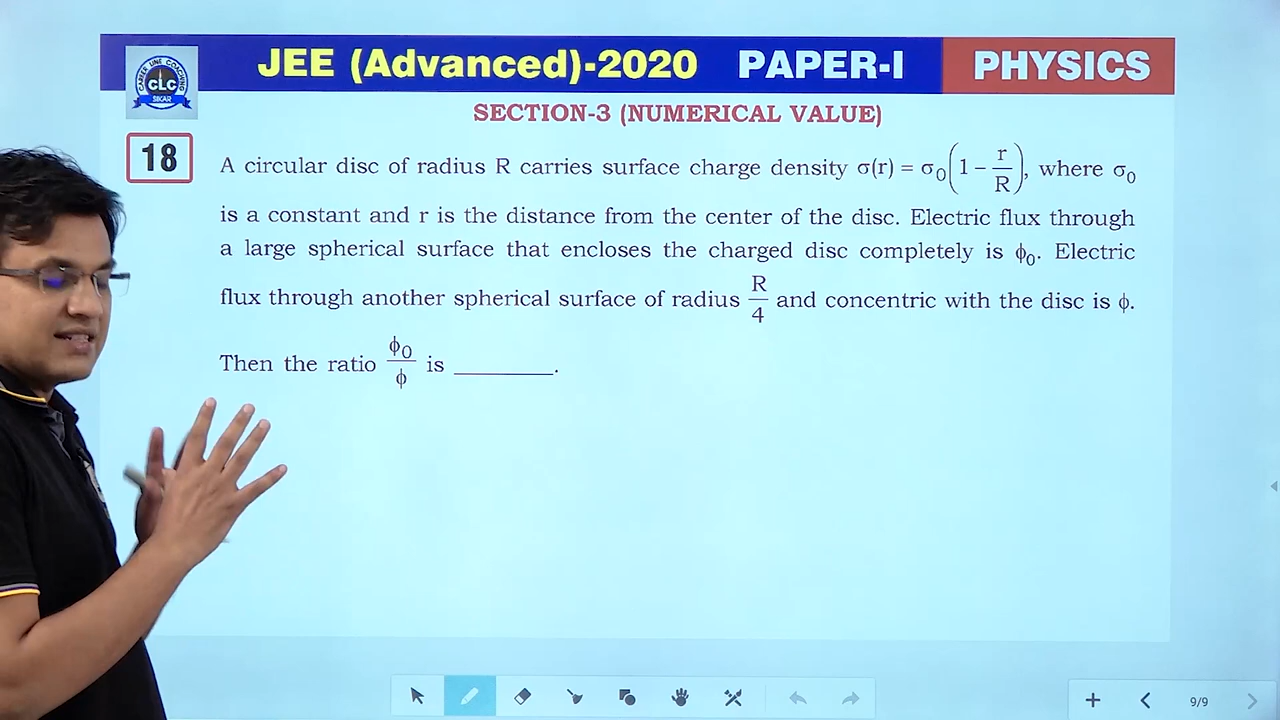 JEE (Advanced)-2020 PAPER-I PHYSICS
CAREER LINE COACHING
CLC
SIKAR
SECTION-3 (NUMERICAL VALUE)
18
A circular disc of radius R carries surface charge density σ(r) = σ₀(1 − r/R), where σ₀
is a constant and r is the distance from the center of the disc. Electric flux through
a large spherical surface that encloses the charged disc completely is ϕ₀. Electric
flux through another spherical surface of radius R/4 and concentric with the disc is ϕ.
Then the ratio ϕ₀/ϕ is ________.
9/9